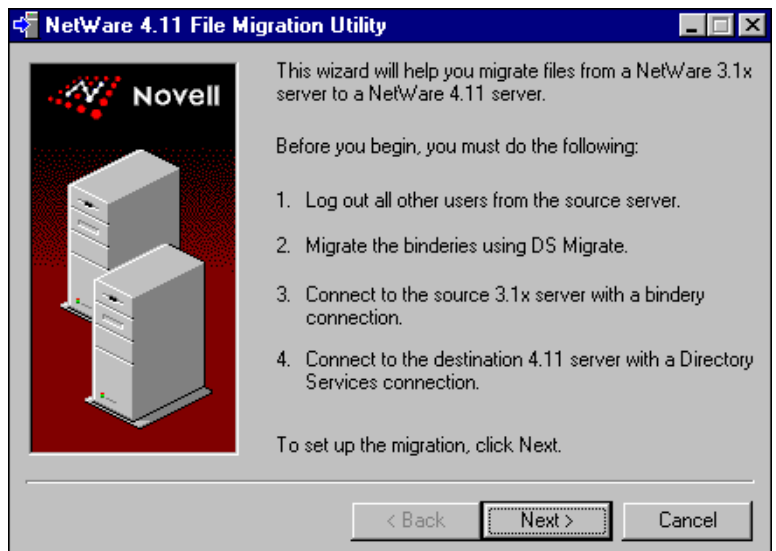 NetWare 4.11 File Migration Utility
Novell
This wizard will help you migrate files from a NetWare 3.1x
server to a NetWare 4.11 server.
Before you begin, you must do the following:
1. Log out all other users from the source server.
2. Migrate the binderies using DS Migrate.
3. Connect to the source 3.1x server with a bindery
connection.
4. Connect to the destination 4.11 server with a Directory
Services connection.
To set up the migration, click Next.
< Back
Next >
Cancel